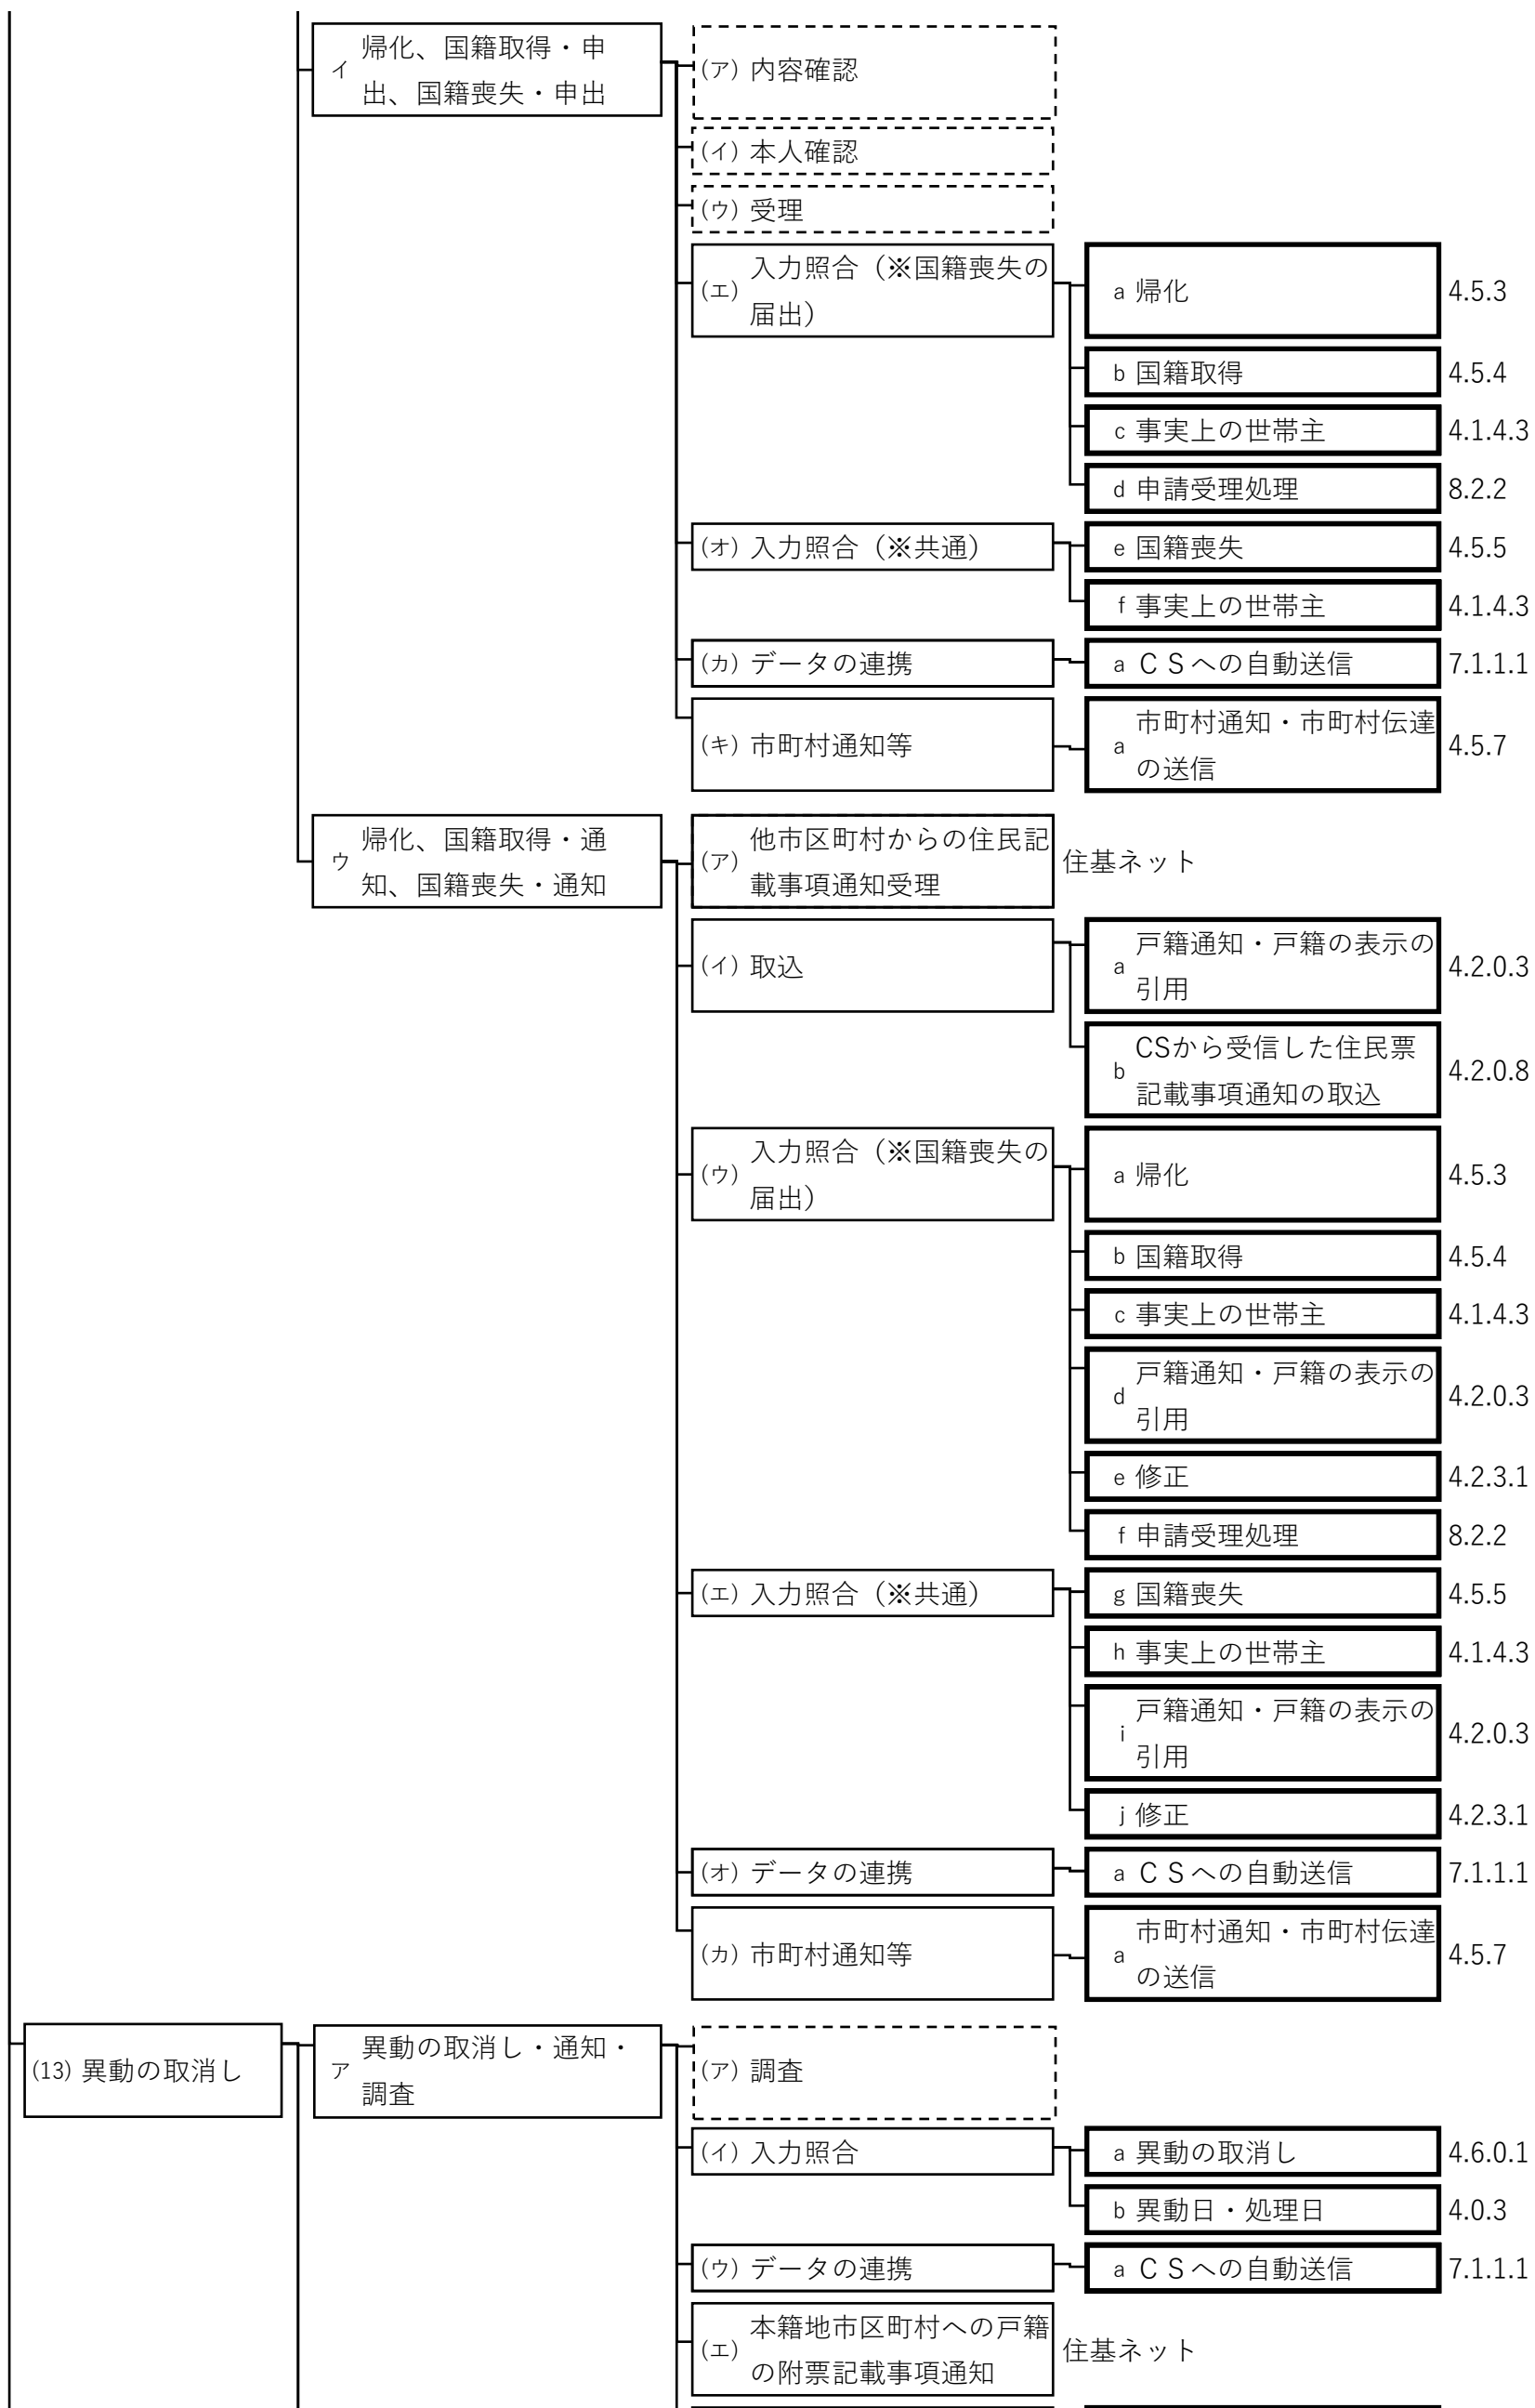 イ 帰化、国籍取得・申
出、国籍喪失・申出
(ア) 内容確認
(イ) 本人確認
(ウ) 受理
(エ) 入力照合（※国籍喪失の
届出）
a 帰化 4.5.3
b 国籍取得 4.5.4
c 事実上の世帯主 4.1.4.3
d 申請受理処理 8.2.2
(オ) 入力照合（※共通）
e 国籍喪失 4.5.5
f 事実上の世帯主 4.1.4.3
(カ) データの連携
a ＣＳへの自動送信 7.1.1.1
(キ) 市町村通知等
a 市町村通知・市町村伝達
の送信 4.5.7
ウ 帰化、国籍取得・通
知、国籍喪失・通知
(ア) 他市区町村からの住民記
載事項通知受理
住基ネット
(イ) 取込
a 戸籍通知・戸籍の表示の
引用 4.2.0.3
b CSから受信した住民票
記載事項通知の取込 4.2.0.8
(ウ) 入力照合（※国籍喪失の
届出）
a 帰化 4.5.3
b 国籍取得 4.5.4
c 事実上の世帯主 4.1.4.3
d 戸籍通知・戸籍の表示の
引用 4.2.0.3
e 修正 4.2.3.1
f 申請受理処理 8.2.2
(エ) 入力照合（※共通）
g 国籍喪失 4.5.5
h 事実上の世帯主 4.1.4.3
i 戸籍通知・戸籍の表示の
引用 4.2.0.3
j 修正 4.2.3.1
(オ) データの連携
a ＣＳへの自動送信 7.1.1.1
(カ) 市町村通知等
a 市町村通知・市町村伝達
の送信 4.5.7
(13) 異動の取消し
ア 異動の取消し・通知・
調査
(ア) 調査
(イ) 入力照合
a 異動の取消し 4.6.0.1
b 異動日・処理日 4.0.3
(ウ) データの連携
a ＣＳへの自動送信 7.1.1.1
(エ) 本籍地市区町村への戸籍
の附票記載事項通知
住基ネット